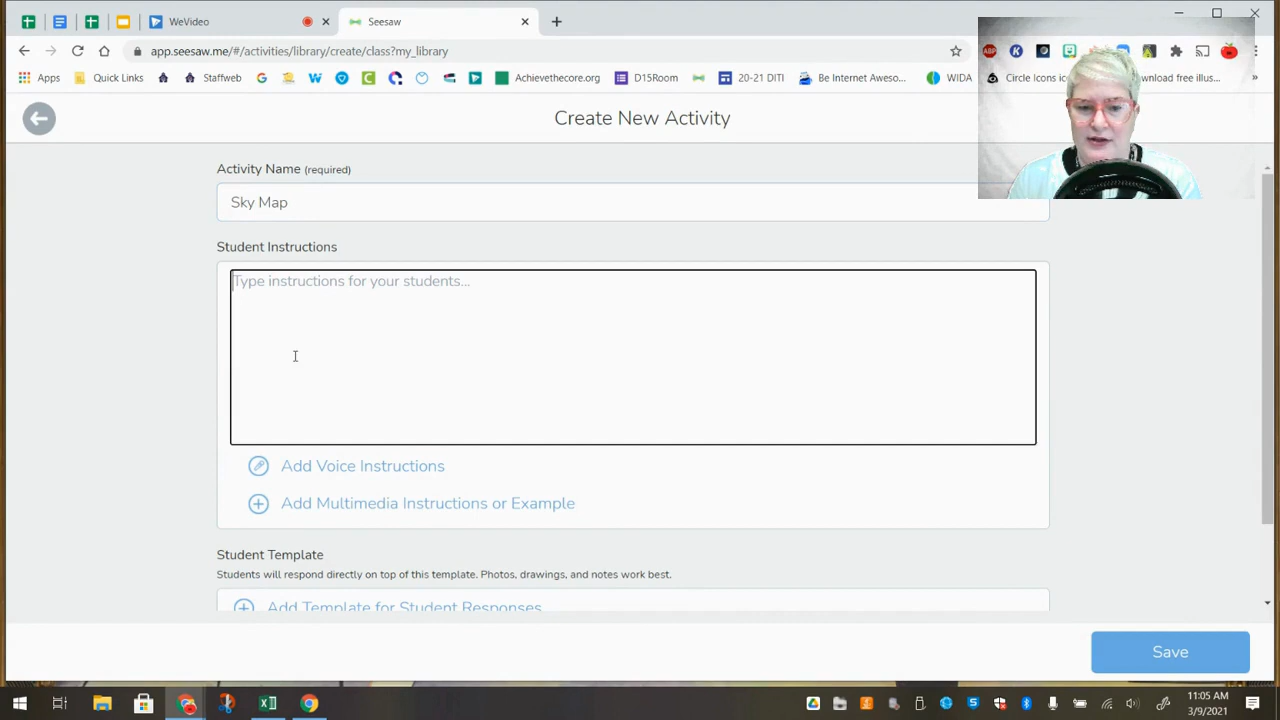 WeVideo
Seesaw
app.seesaw.me/#/activities/library/create/class?my_library
Apps
Quick Links
Staffweb
Achievethecore.org
D15Room
20-21 DITI
Be Internet Aweso...
WIDA
Circle Icons
wnload free illus...
Create New Activity
Activity Name (required)
Sky Map
Student Instructions
Type instructions for your students...
Add Voice Instructions
Add Multimedia Instructions or Example
Student Template
Students will respond directly on top of this template. Photos, drawings, and notes work best.
Add Template for Student Responses
Save
11:05 AM
3/9/2021